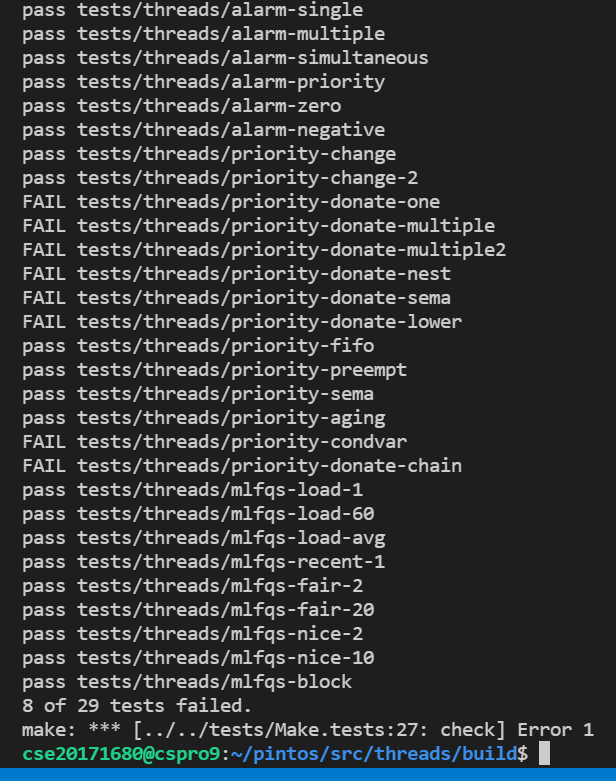 pass tests/threads/alarm-single
pass tests/threads/alarm-multiple
pass tests/threads/alarm-simultaneous
pass tests/threads/alarm-priority
pass tests/threads/alarm-zero
pass tests/threads/alarm-negative
pass tests/threads/priority-change
pass tests/threads/priority-change-2
FAIL tests/threads/priority-donate-one
FAIL tests/threads/priority-donate-multiple
FAIL tests/threads/priority-donate-multiple2
FAIL tests/threads/priority-donate-nest
FAIL tests/threads/priority-donate-sema
FAIL tests/threads/priority-donate-lower
pass tests/threads/priority-fifo
pass tests/threads/priority-preempt
pass tests/threads/priority-sema
pass tests/threads/priority-aging
FAIL tests/threads/priority-condvar
FAIL tests/threads/priority-donate-chain
pass tests/threads/mlfqs-load-1
pass tests/threads/mlfqs-load-60
pass tests/threads/mlfqs-load-avg
pass tests/threads/mlfqs-recent-1
pass tests/threads/mlfqs-fair-2
pass tests/threads/mlfqs-fair-20
pass tests/threads/mlfqs-nice-2
pass tests/threads/mlfqs-nice-10
pass tests/threads/mlfqs-block
8 of 29 tests failed.
make: *** [../../tests/Make.tests:27: check] Error 1
cse20171680@cspro9:~/pintos/src/threads/build$